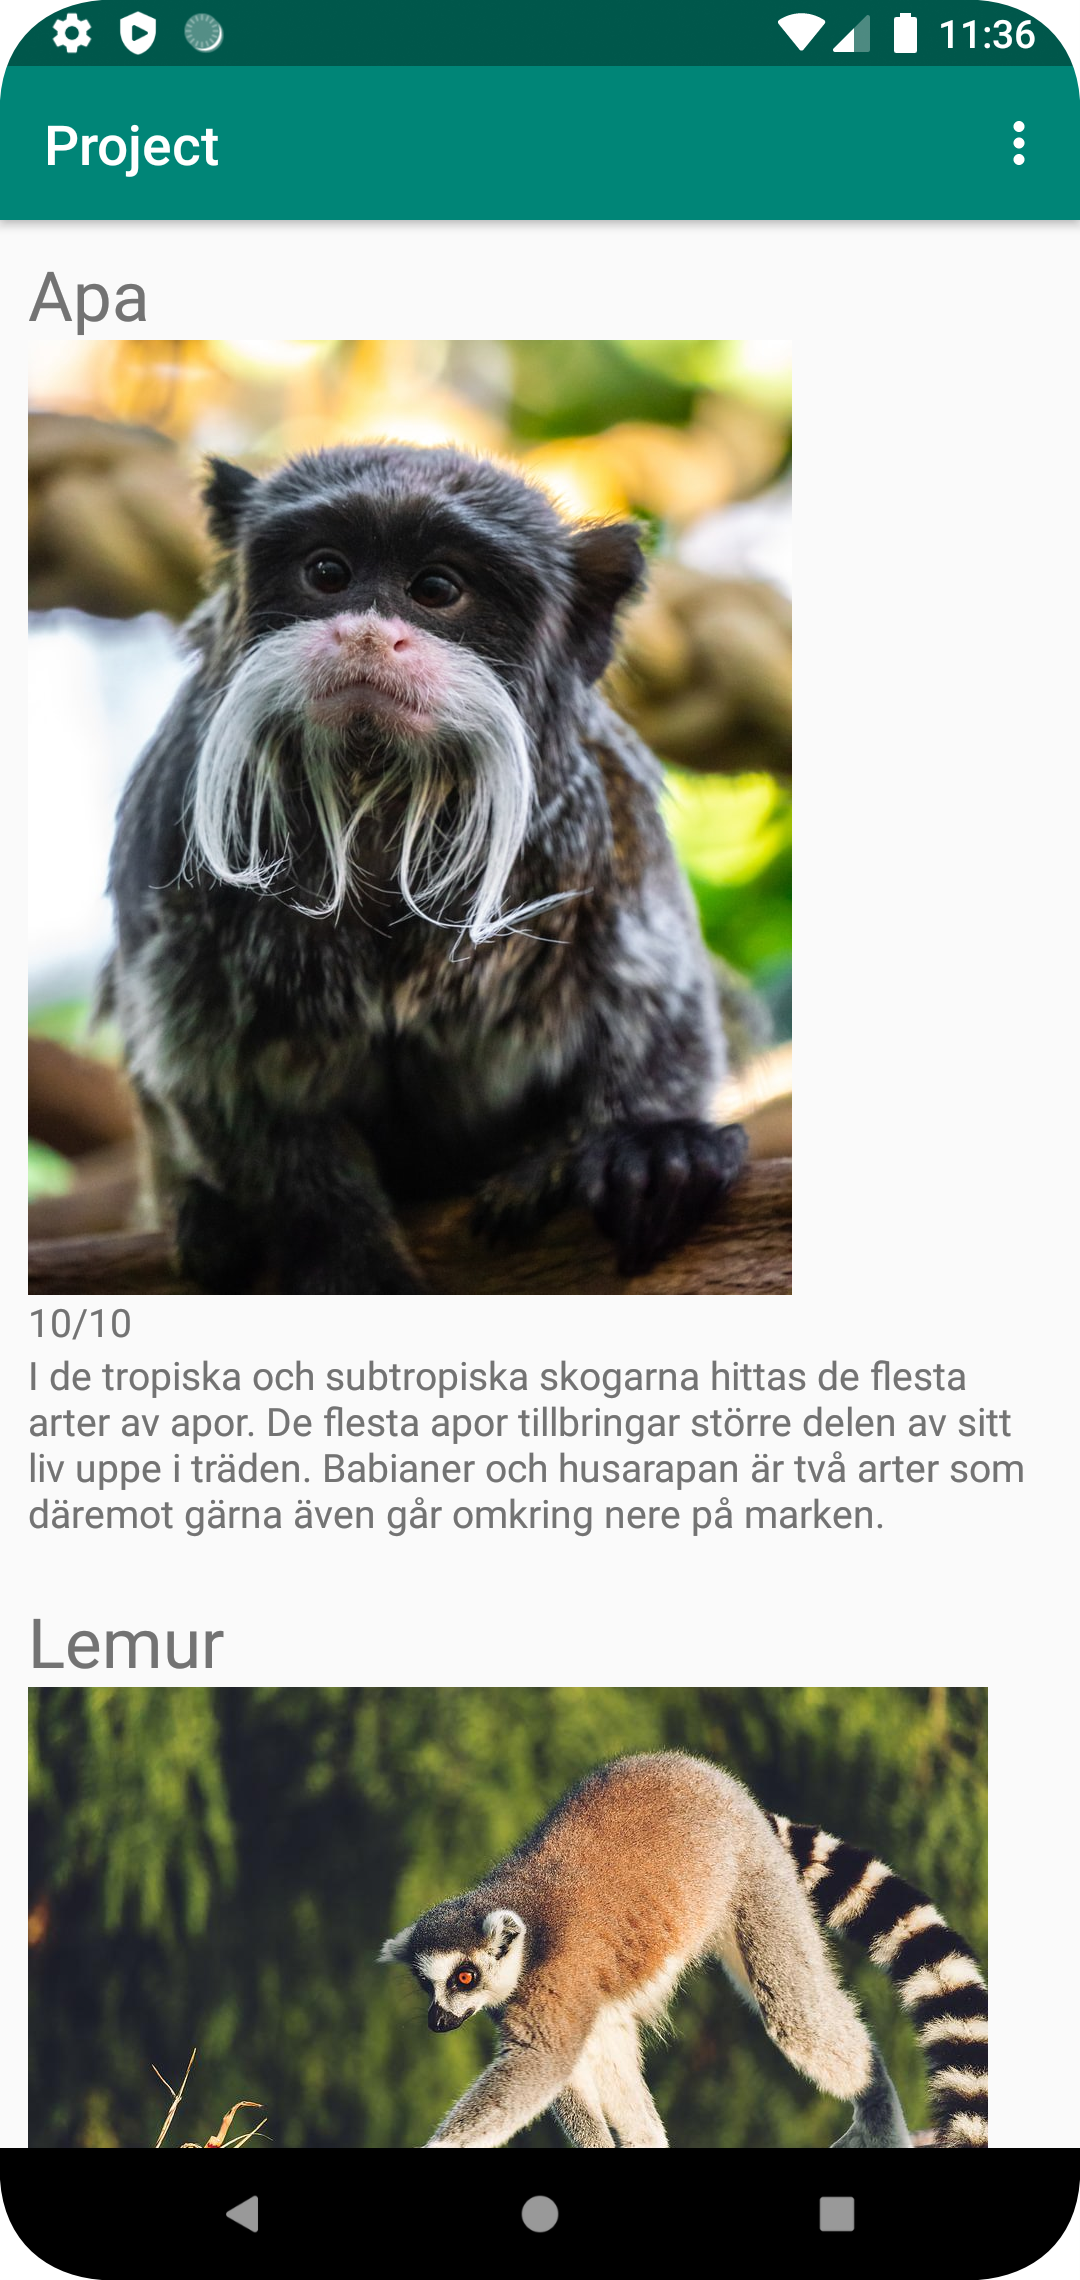 11:36
Project
Apa
10/10
I de tropiska och subtropiska skogarna hittas de flesta
arter av apor. De flesta apor tillbringar större delen av sitt
liv uppe i träden. Babianer och husarapan är två arter som
däremot gärna även går omkring nere på marken.
Lemur